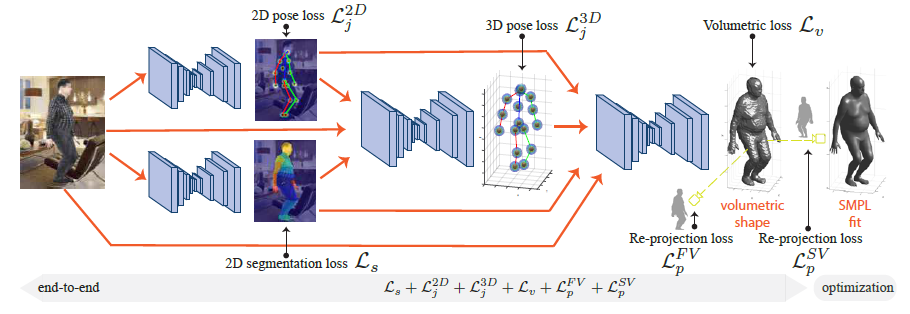 2D pose loss $\mathcal{L}_j^{2D}$
3D pose loss $\mathcal{L}_j^{3D}$
Volumetric loss $\mathcal{L}_v$
volumetric
shape
SMPL
fit
Re-projection loss
$\mathcal{L}_p^{FV}$
Re-projection loss
$\mathcal{L}_p^{SV}$
2D segmentation loss $\mathcal{L}_s$
end-to-end
$\mathcal{L}_s + \mathcal{L}_j^{2D} + \mathcal{L}_j^{3D} + \mathcal{L}_v + \mathcal{L}_p^{FV} + \mathcal{L}_p^{SV}$
optimization